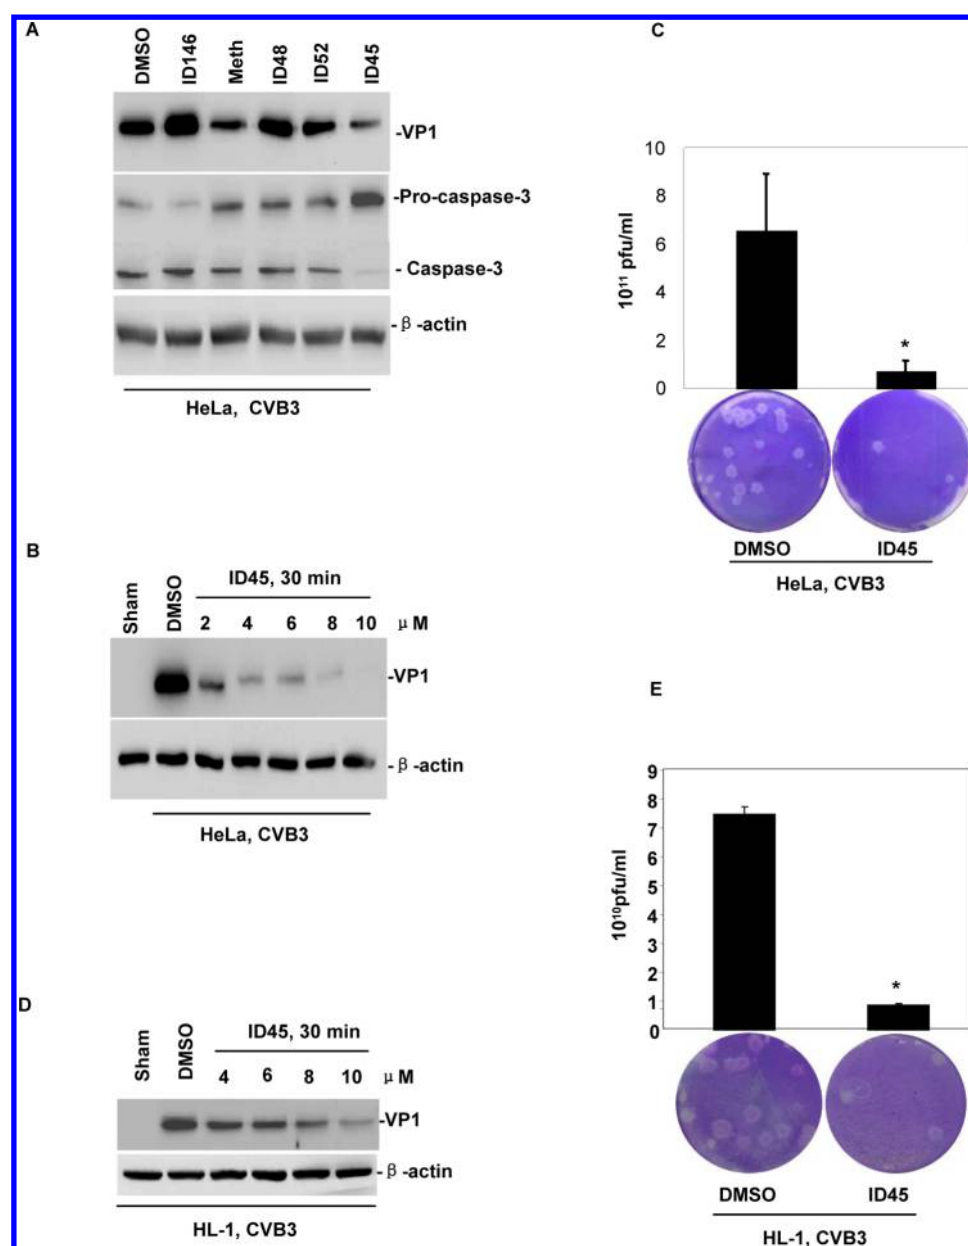 A
DMSO
ID146
Meth
ID48
ID52
ID45
-VP1
-Pro-caspase-3
- Caspase-3
- β -actin
HeLa, CVB3
B
ID45, 30 min
Sham
DMSO
2 4 6 8 10 μ M
-VP1
- β -actin
HeLa, CVB3
D
ID45, 30 min
Sham
DMSO
4 6 8 10 μ M
-VP1
- β -actin
HL-1, CVB3
C
10
8
6
4
2
0
10¹¹ pfu/ml
*
DMSO ID45
HeLa, CVB3
E
9
8
7
6
5
4
3
2
1
0
10¹⁰pfu/ml
*
DMSO ID45
HL-1, CVB3